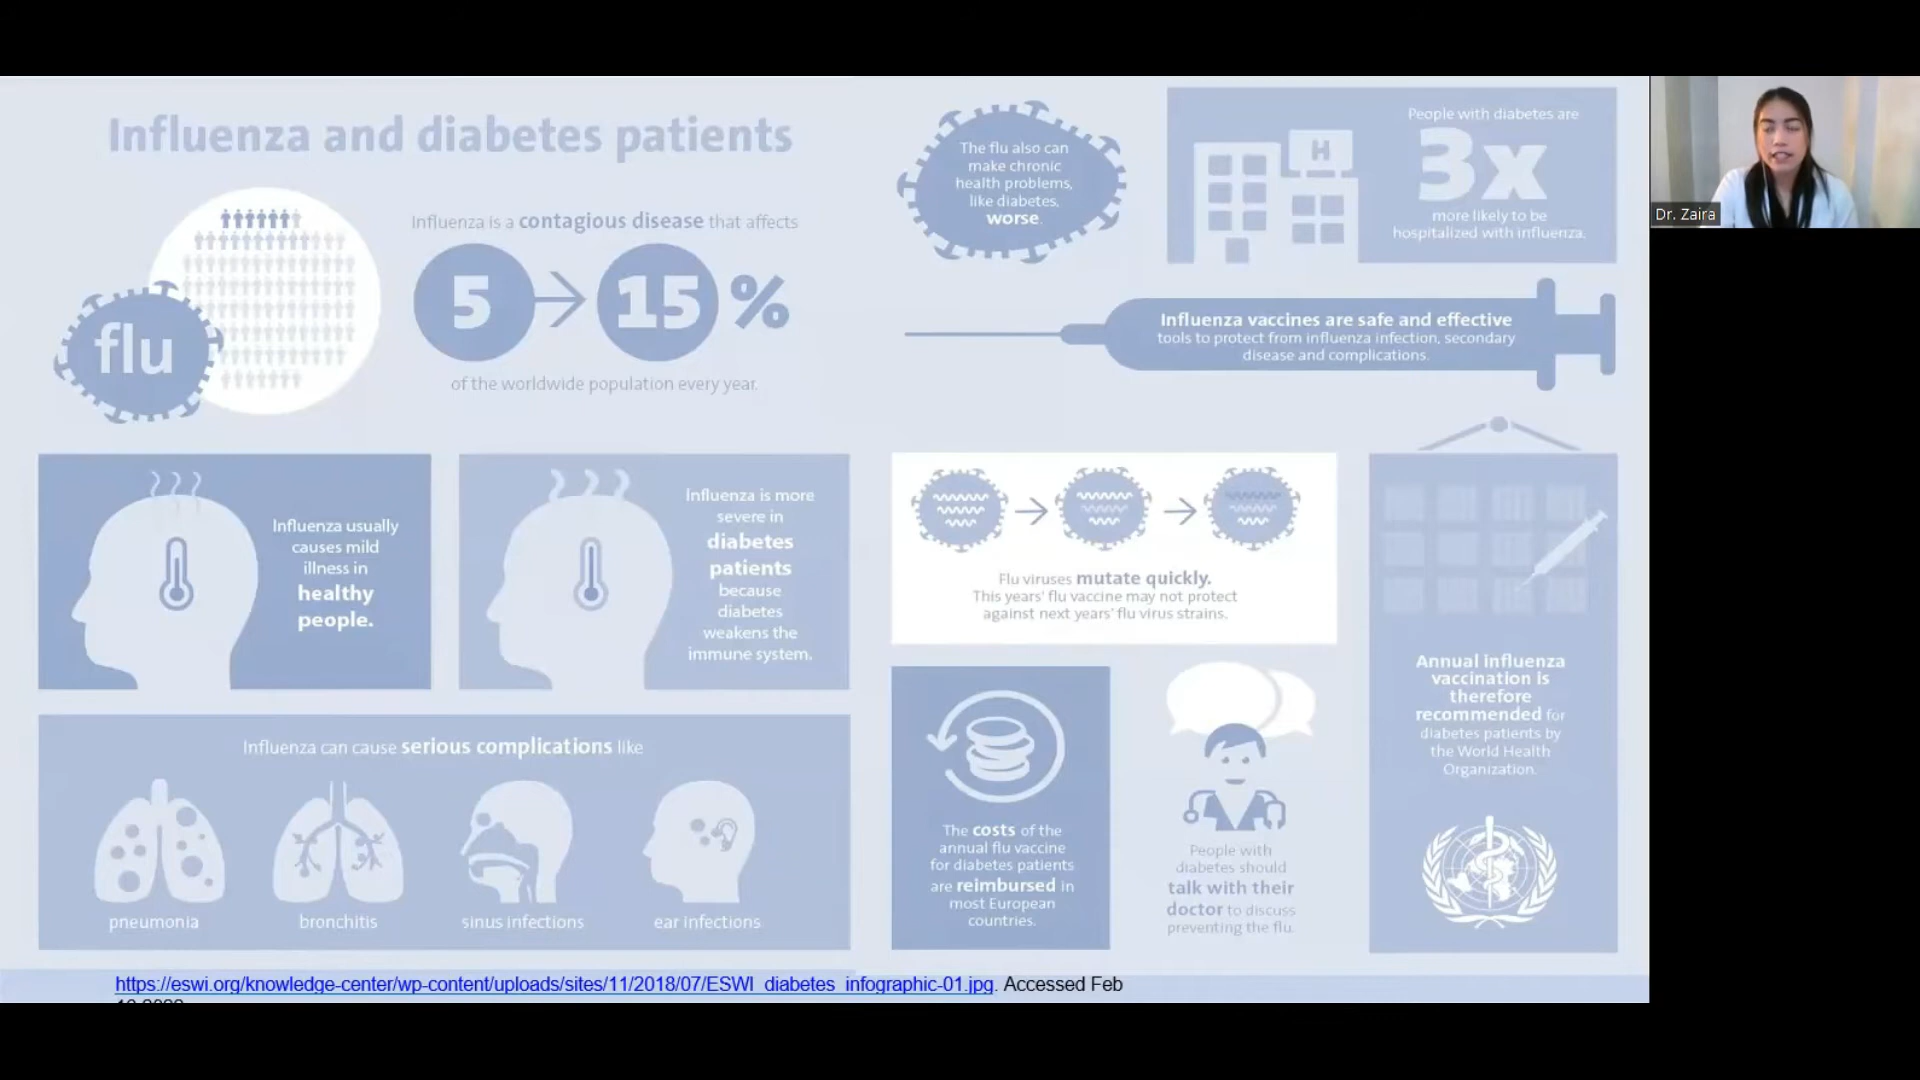 Influenza and diabetes patients
flu
Influenza is a contagious disease that affects
5 15 %
of the worldwide population every year.
The flu also can
make chronic
health problems,
like diabetes,
worse.
H
People with diabetes are
3x
more likely to be
hospitalized with influenza.
Dr. Zaira
Influenza vaccines are safe and effective
tools to protect from influenza infection, secondary
disease and complications.
Influenza usually
causes mild
illness in
healthy
people.
Influenza is more
severe in
diabetes
patients
because
diabetes
weakens the
immune system.
Flu viruses mutate quickly.
This years' flu vaccine may not protect
against next years' flu virus strains.
Annual influenza
vaccination is
therefore
recommended for
diabetes patients by
the World Health
Organization.
Influenza can cause serious complications like
pneumonia
bronchitis
sinus infections
ear infections
The costs of the
annual flu vaccine
for diabetes patients
are reimbursed in
most European
countries.
People with
diabetes should
talk with their
doctor to discuss
preventing the flu.
https://eswi.org/knowledge-center/wp-content/uploads/sites/11/2018/07/ESWI_diabetes_infographic-01.jpg. Accessed Feb